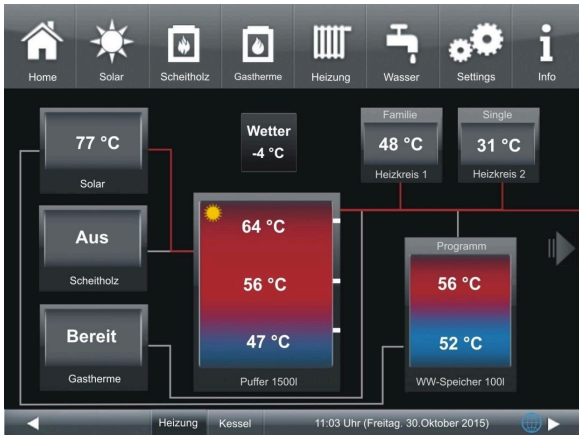 Home
Solar
Scheitholz
Gastherme
Heizung
Wasser
Settings
Info
77 °C
Solar
Wetter
-4 °C
Familie
48 °C
Heizkreis 1
Single
31 °C
Heizkreis 2
Aus
Scheitholz
64 °C
56 °C
47 °C
Puffer 1500l
Programm
56 °C
52 °C
WW-Speicher 100l
Bereit
Gastherme
Heizung
Kessel
11:03 Uhr (Freitag. 30.Oktober 2015)